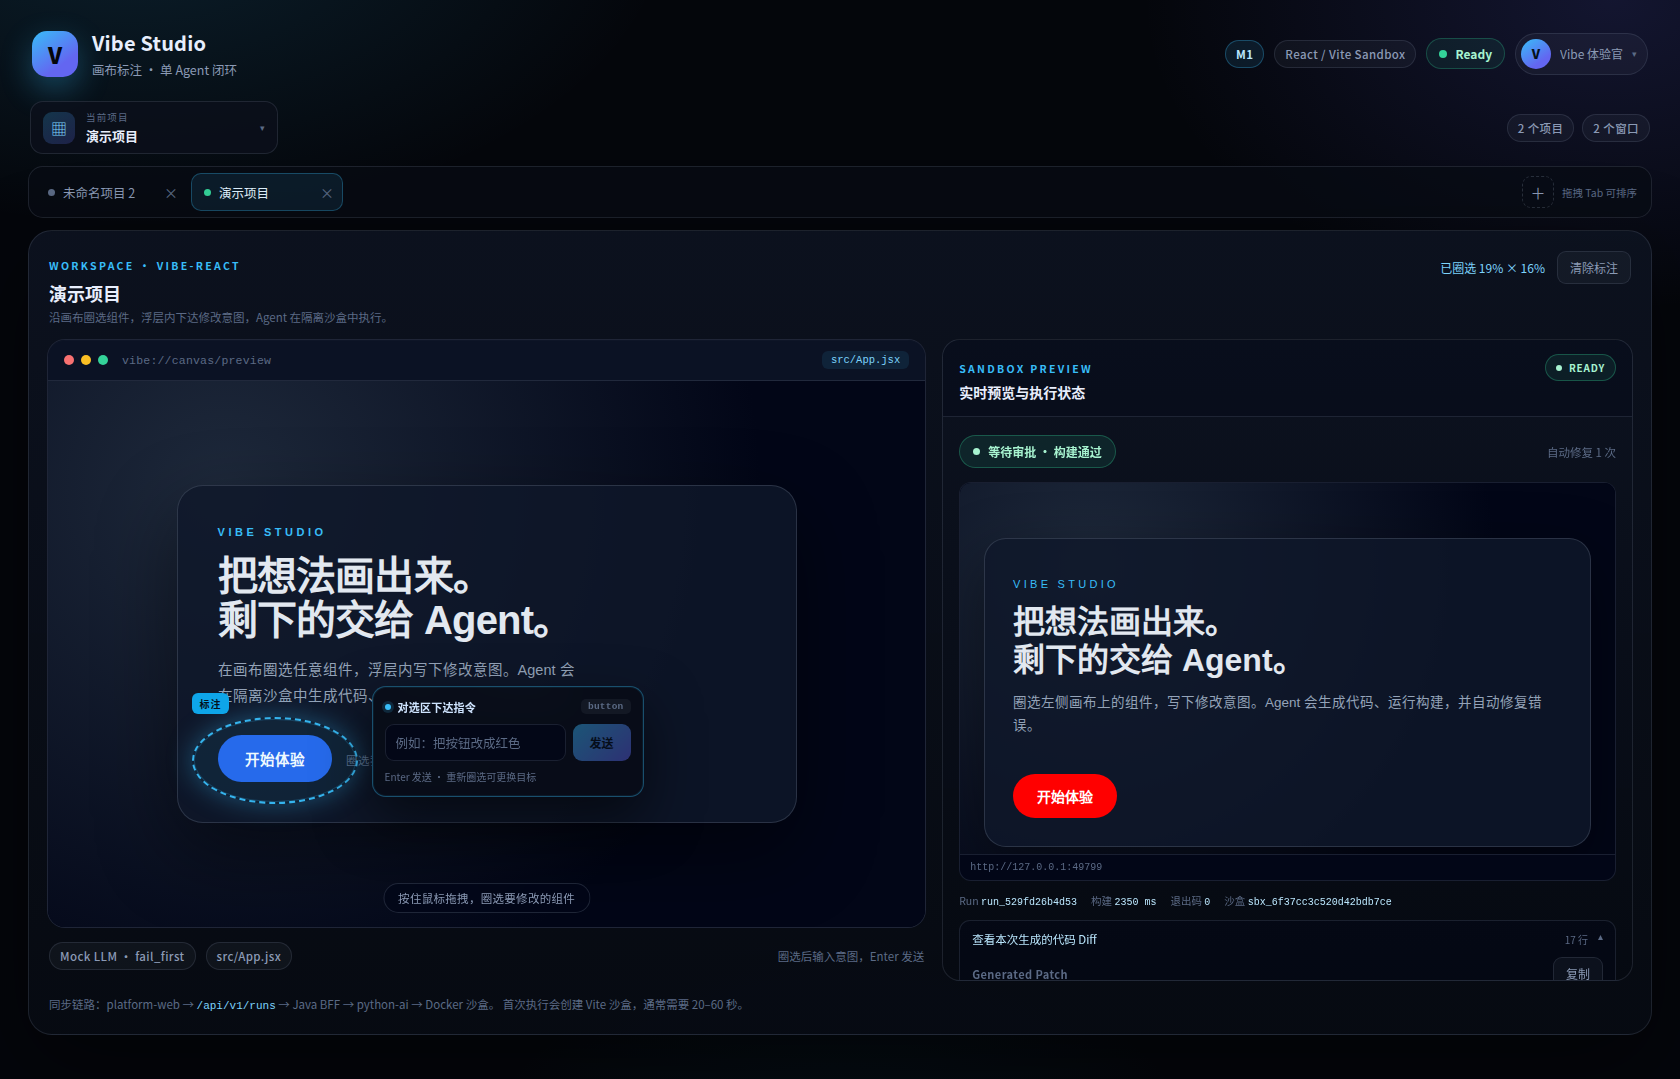 V
Vibe Studio
画布标注 • 单 Agent 闭环
M1
React / Vite Sandbox
Ready
V
Vibe 体验官
当前项目
演示项目
2 个项目
2 个窗口
未命名项目 2
演示项目
拖拽 Tab 可排序
WORKSPACE • VIBE-REACT
演示项目
沿画布圈选组件，浮层内下达修改意图，Agent 在隔离沙盒中执行。
已圈选 19% × 16%
清除标注
vibe://canvas/preview
src/App.jsx
VIBE STUDIO
把想法画出来。
剩下的交给 Agent。
在画布圈选任意组件，浮层内写下修改意图。Agent 会
在隔离沙盒中生成代码、
标注
开始体验
圈选
对选区下达指令
button
例如：把按钮改成红色
发送
Enter 发送 • 重新圈选可更换目标
按住鼠标拖拽，圈选要修改的组件
Mock LLM • fail_first
src/App.jsx
圈选后输入意图，Enter 发送
SANDBOX PREVIEW
实时预览与执行状态
READY
等待审批 • 构建通过
自动修复 1 次
VIBE STUDIO
把想法画出来。
剩下的交给 Agent。
圈选左侧画布上的组件，写下修改意图。Agent 会生成代码、运行构建，并自动修复错
误。
开始体验
http://127.0.0.1:49799
Run run_529fd26b4d53 构建 2350 ms 退出码 0 沙盒 sbx_6f37cc3c520d42bdb7ce
查看本次生成的代码 Diff
17 行
Generated Patch
复制
同步链路：platform-web → /api/v1/runs → Java BFF → python-ai → Docker 沙盒。 首次执行会创建 Vite 沙盒，通常需要 20–60 秒。